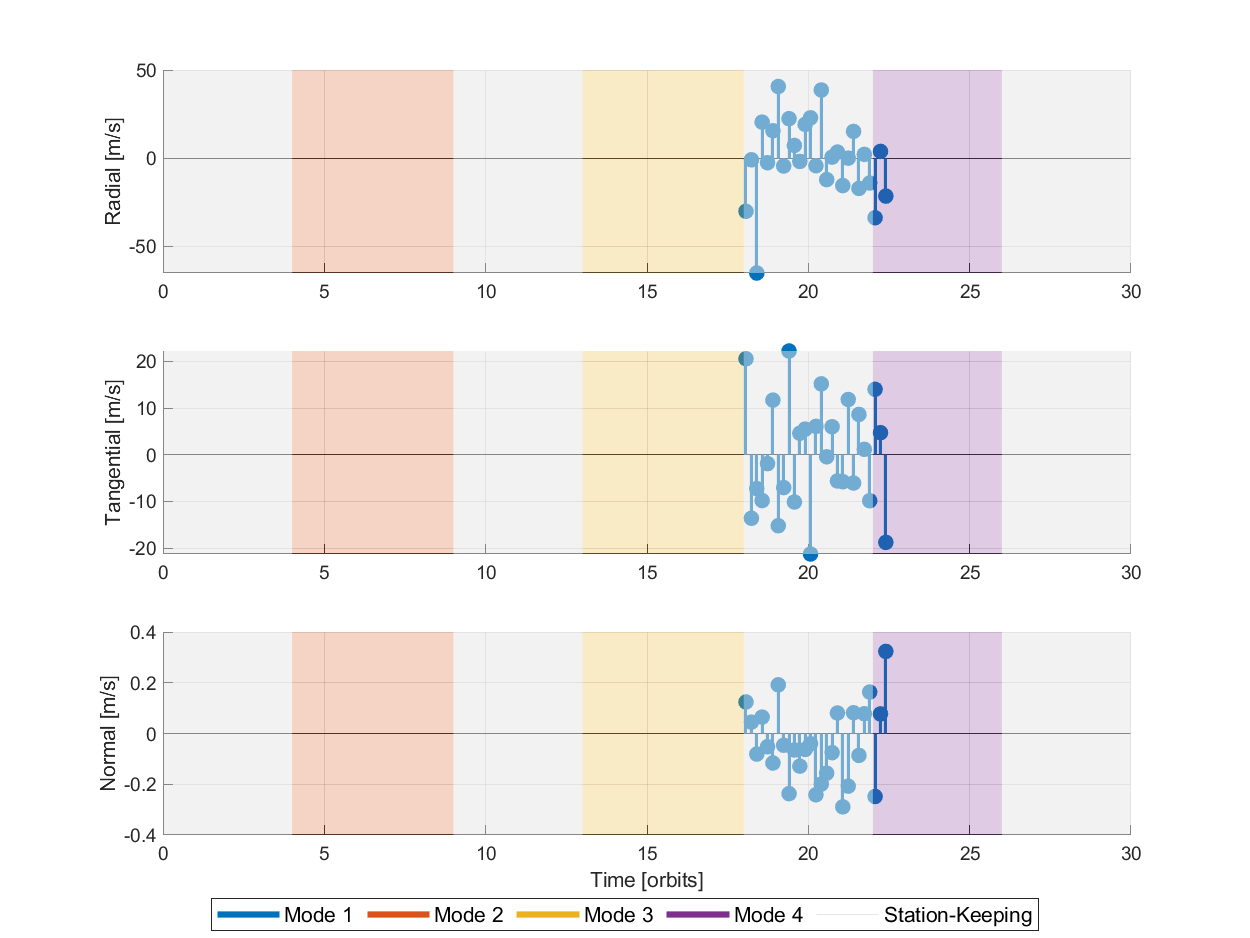 50
0
-50
Radial [m/s]
0 5 10 15 20 25 30
20
10
0
-10
-20
Tangential [m/s]
0 5 10 15 20 25 30
0.4
0.2
0
-0.2
-0.4
Normal [m/s]
0 5 10 15 20 25 30
Time [orbits]
Mode 1 Mode 2 Mode 3 Mode 4 Station-Keeping